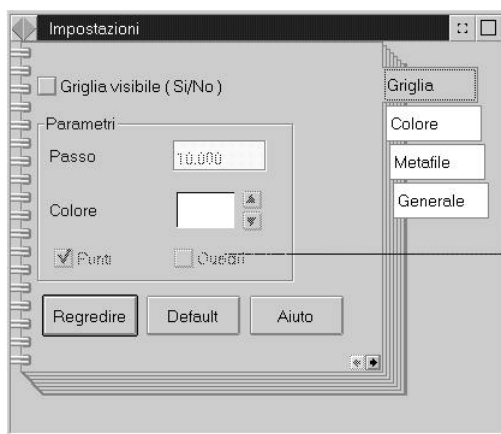 Impostazioni
Griglia visibile ( Si/No )
Parametri
Passo
10.000
Colore
Punti
Quadri
Regredire
Default
Aiuto
Griglia
Colore
Metafile
Generale